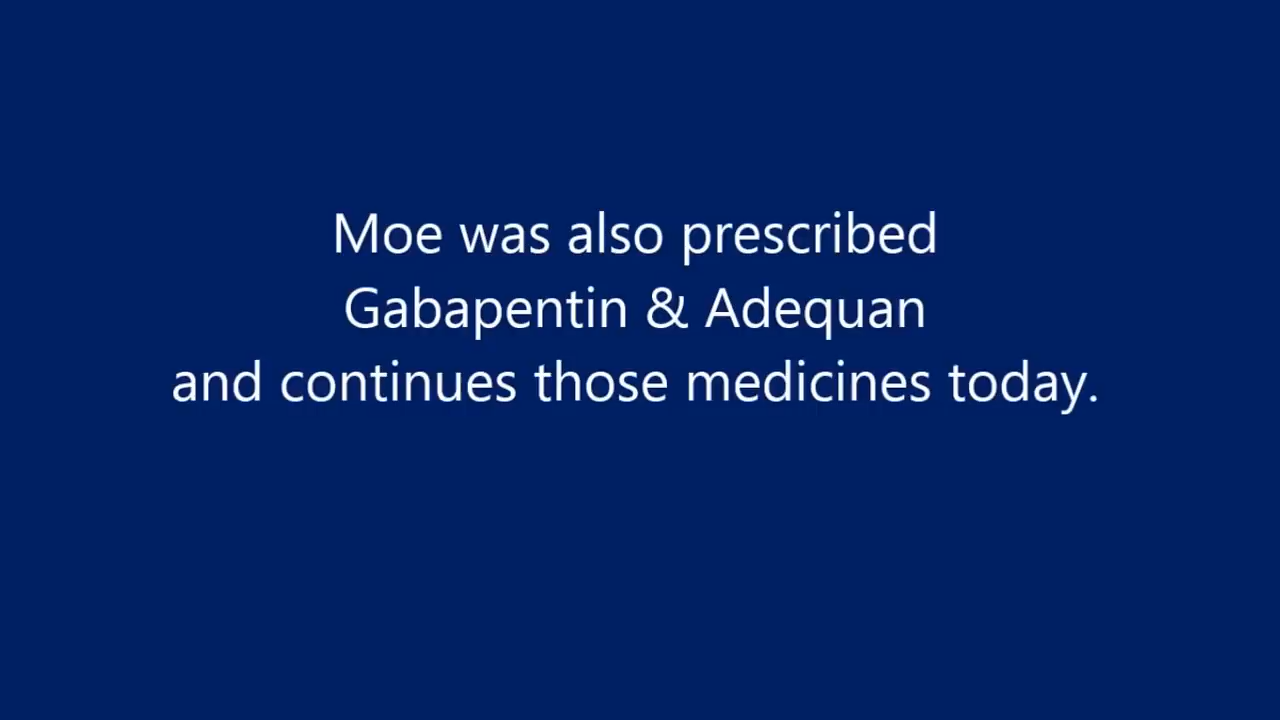 Moe was also prescribed
Gabapentin & Adequan
and continues those medicines today.